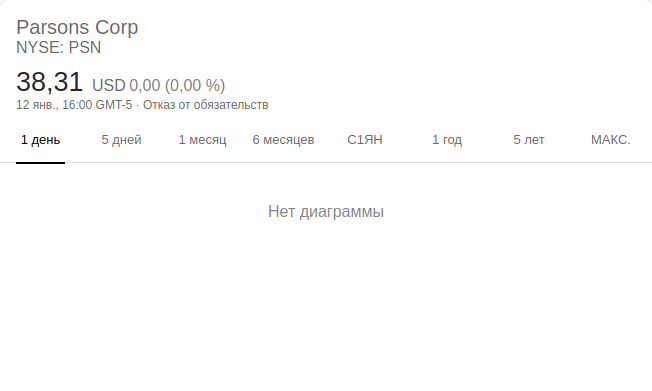 Parsons Corp
NYSE: PSN
38,31 USD 0,00 (0,00 %)
12 янв., 16:00 GMT-5 · Отказ от обязательств
1 день 5 дней 1 месяц 6 месяцев С1ЯН 1 год 5 лет МАКС.
Нет диаграммы